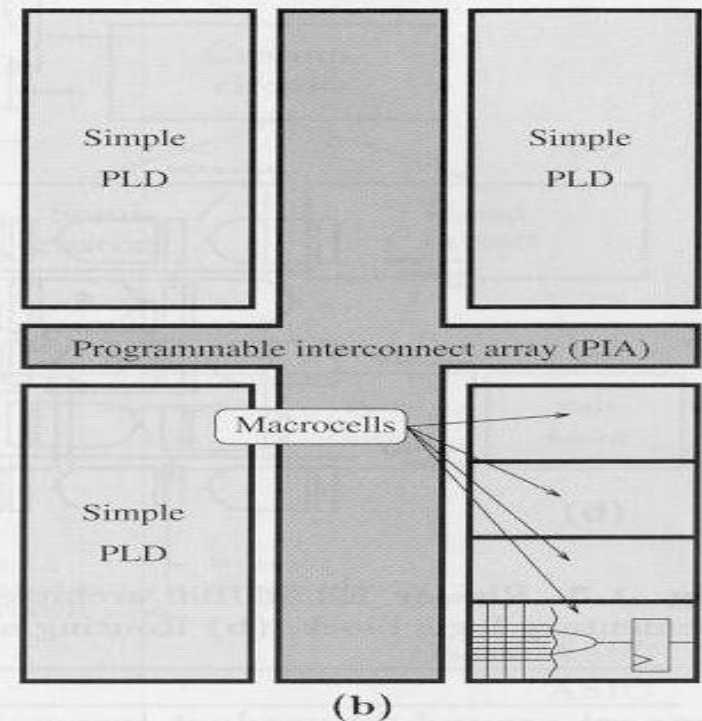 Simple
PLD
Simple
PLD
Programmable interconnect array (PIA)
Macrocells
Simple
PLD
(b)